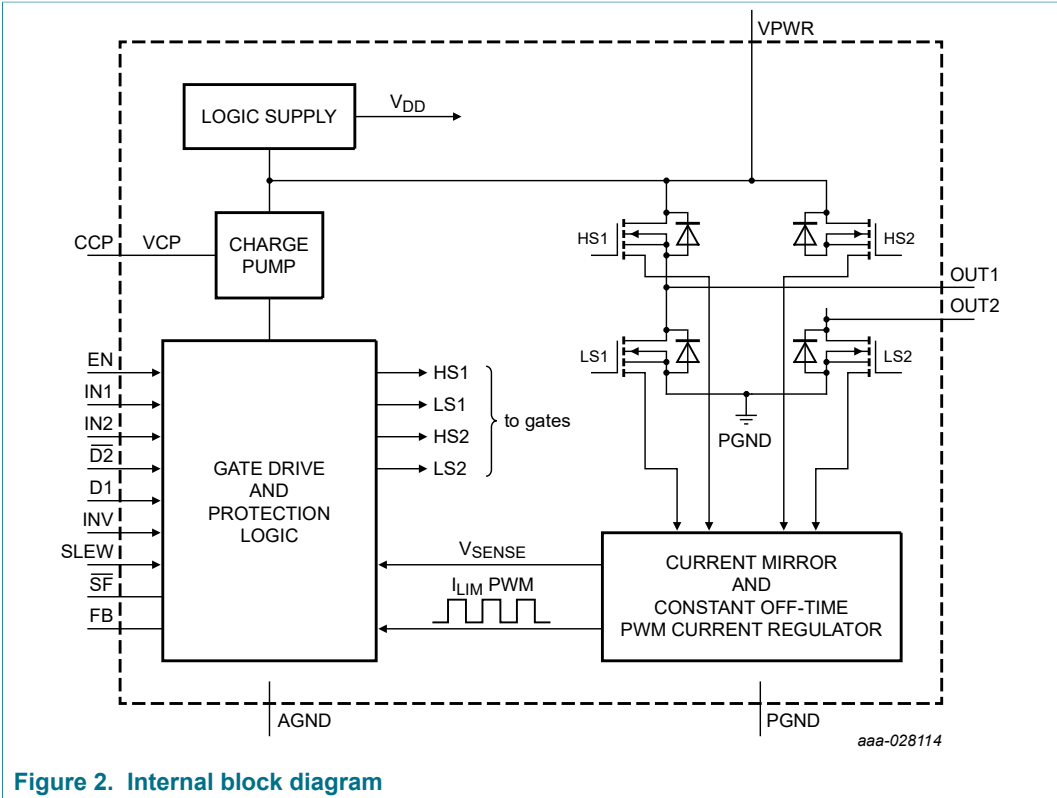 VPWR
LOGIC SUPPLY
VDD
CCP
VCP
CHARGE
PUMP
HS1
HS2
OUT1
OUT2
LS1
LS2
PGND
EN
IN1
IN2
D2
D1
INV
SLEW
SF
FB
GATE DRIVE
AND
PROTECTION
LOGIC
HS1
LS1
HS2
LS2
to gates
VSENSE
ILIM PWM
CURRENT MIRROR
AND
CONSTANT OFF-TIME
PWM CURRENT REGULATOR
AGND
PGND
aaa-028114
Figure 2. Internal block diagram